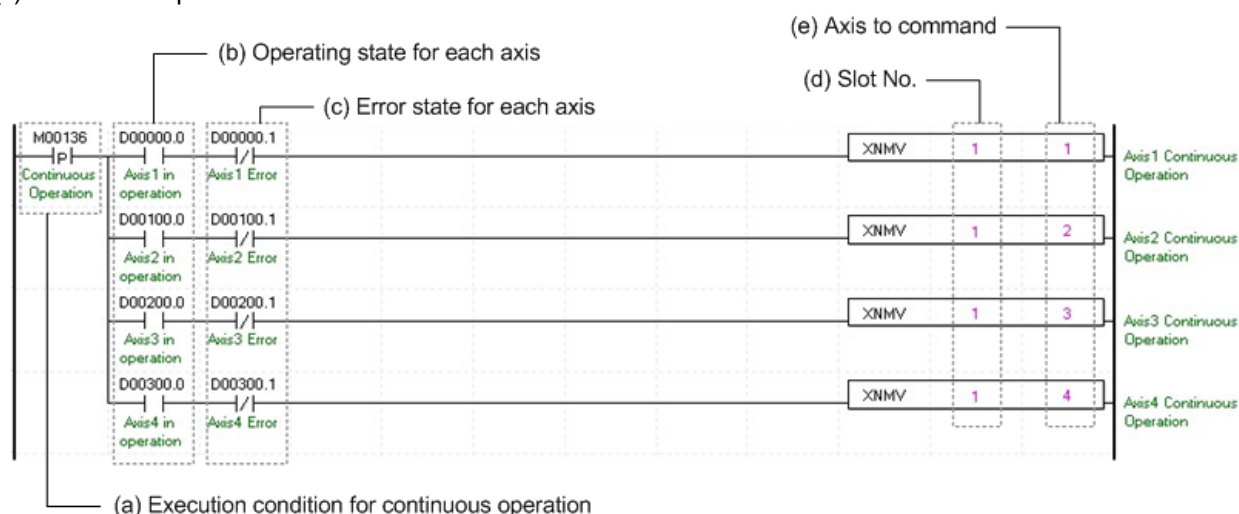 (e) Axis to command
(b) Operating state for each axis
(d) Slot No.
(c) Error state for each axis
M00136 D00000.0 D00000.1
P
XNMV 1 1
Continuous Operation
Axis1 in operation
Axis1 Error
Axis1 Continuous Operation
D00100.0 D00100.1
XNMV 1 2
Axis2 in operation
Axis2 Error
Axis2 Continuous Operation
D00200.0 D00200.1
XNMV 1 3
Axis3 in operation
Axis3 Error
Axis3 Continuous Operation
D00300.0 D00300.1
XNMV 1 4
Axis4 in operation
Axis4 Error
Axis4 Continuous Operation
(a) Execution condition for continuous operation